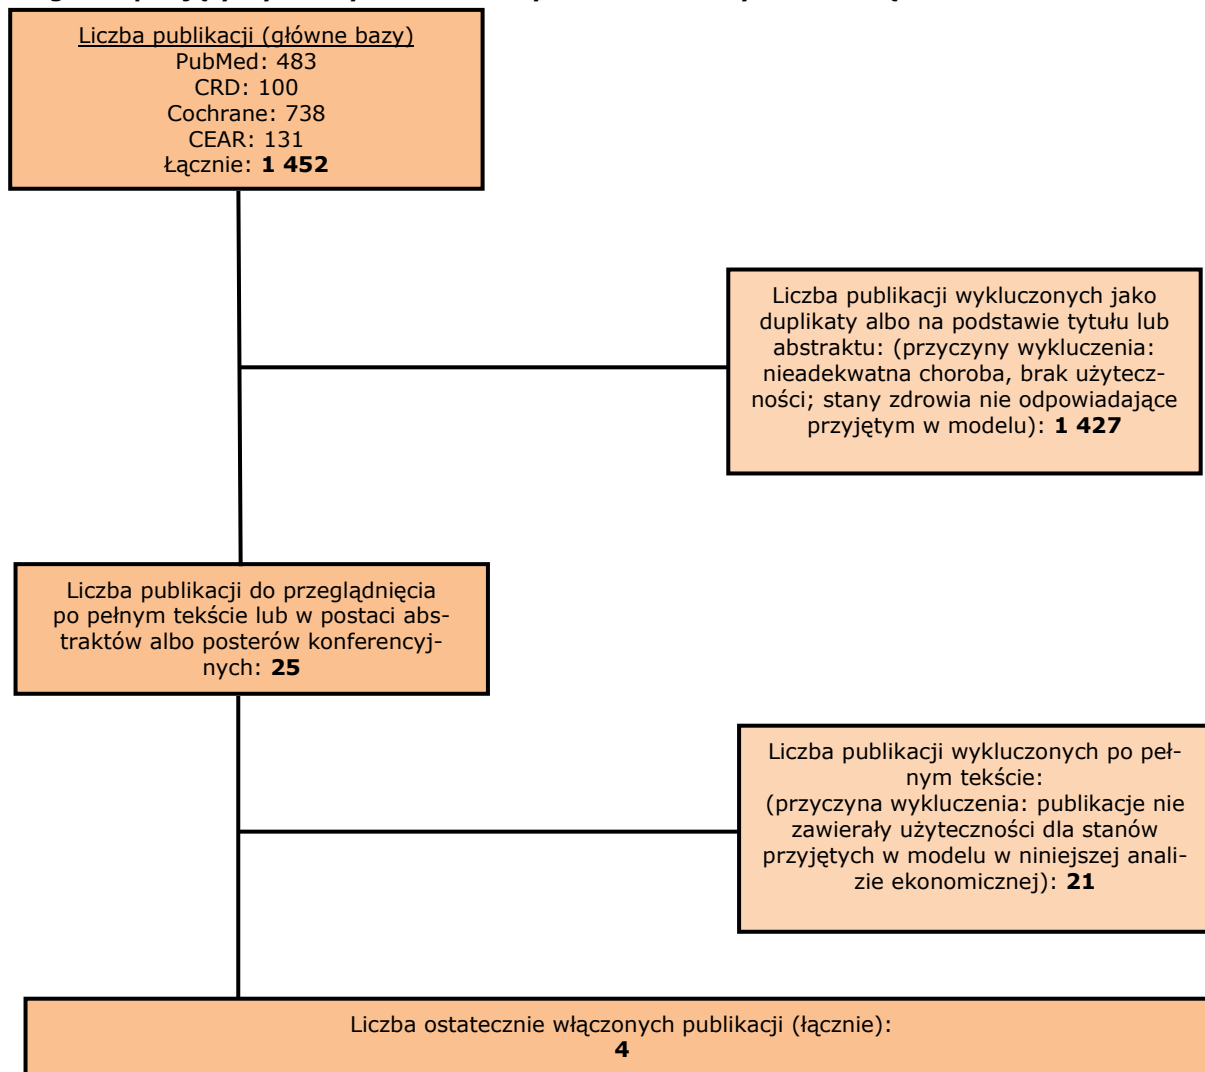 Liczba publikacji (główne bazy)
PubMed: 483
CRD: 100
Cochrane: 738
CEAR: 131
Łącznie: 1 452
Liczba publikacji wykluczonych jako
duplikaty albo na podstawie tytułu lub
abstraktu: (przyczyny wykluczenia:
nieadekwatna choroba, brak użytecz-
ności; stany zdrowia nie odpowiadające
przyjętym w modelu): 1 427
Liczba publikacji do przeglądnięcia
po pełnym tekście lub w postaci abs-
traktów albo posterów konferencyj-
nych: 25
Liczba publikacji wykluczonych po peł-
nym tekście:
(przyczyna wykluczenia: publikacje nie
zawierały użyteczności dla stanów
przyjętych w modelu w niniejszej anali-
zie ekonomicznej): 21
Liczba ostatecznie włączonych publikacji (łącznie):
4